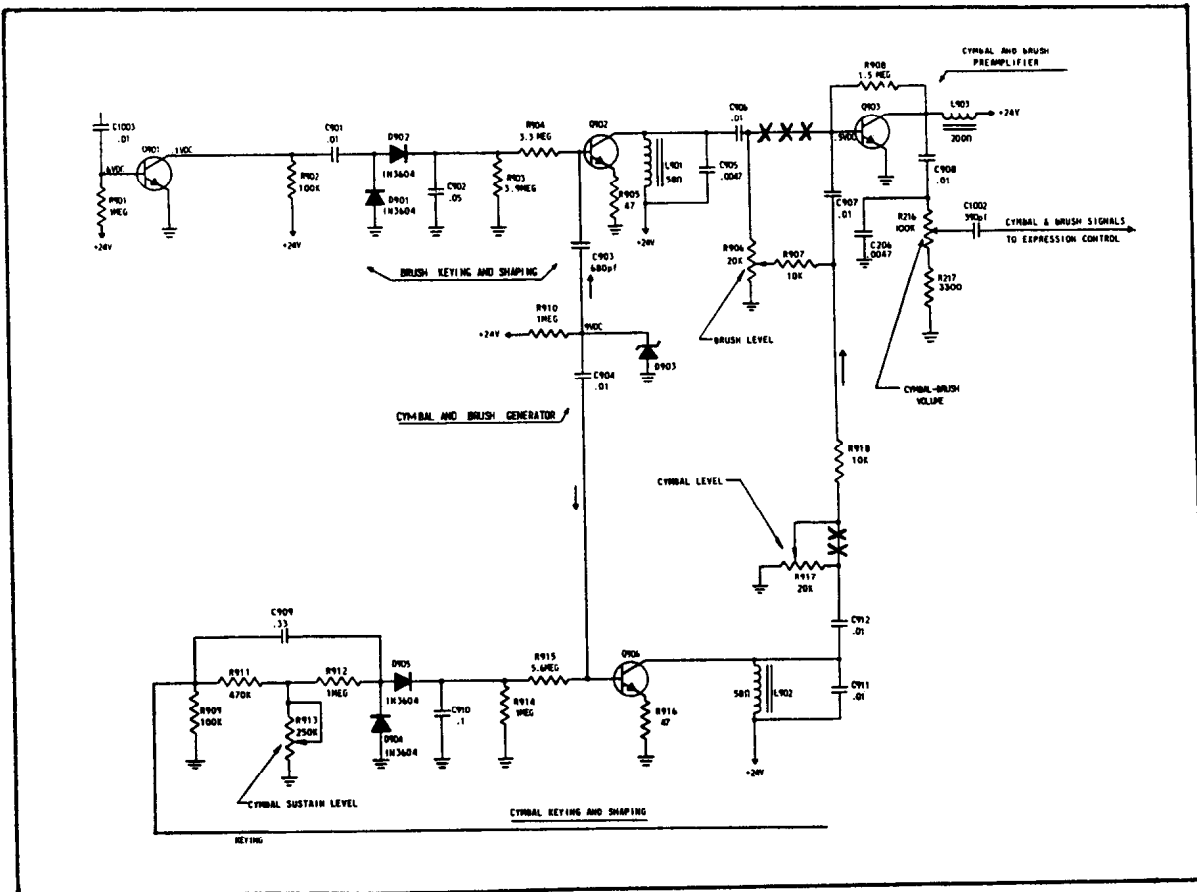 CYMBAL AND BRUSH
PREAMPLIFIER
R908
1.5 MEG
L903
+24V
200Ω
Q903
.5VDC
C908
.01
C1003
.01
Q901
.1VDC
.6VDC
R901
1MEG
+24V
R902
100K
+24V
C901
.01
D902
1N3604
D901
1N3604
C902
.05
R903
3.9MEG
R904
3.3 MEG
Q902
R905
47
L901
58Ω
+24V
C905
.0047
C906
.01
C907
.01
C903
680pf
BRUSH KEYING AND SHAPING
R906
20K
R907
10K
BRUSH LEVEL
C206
.0047
R216
100K
C1002
390pf
CYMBAL & BRUSH SIGNALS
TO EXPRESSION CONTROL
R217
3300
CYMBAL-BRUSH
VOLUME
R910
1MEG
+24V
9VDC
D903
C904
.01
CYMBAL AND BRUSH GENERATOR
R918
10K
CYMBAL LEVEL
R917
20K
C912
.01
C911
.01
C909
.33
R911
470K
R912
1MEG
D905
1N3604
R909
100K
R913
250K
D904
1N3604
C910
.1
R914
1MEG
R915
5.6MEG
Q906
R916
47
58Ω
L902
+24V
CYMBAL SUSTAIN LEVEL
CYMBAL KEYING AND SHAPING
KEYING